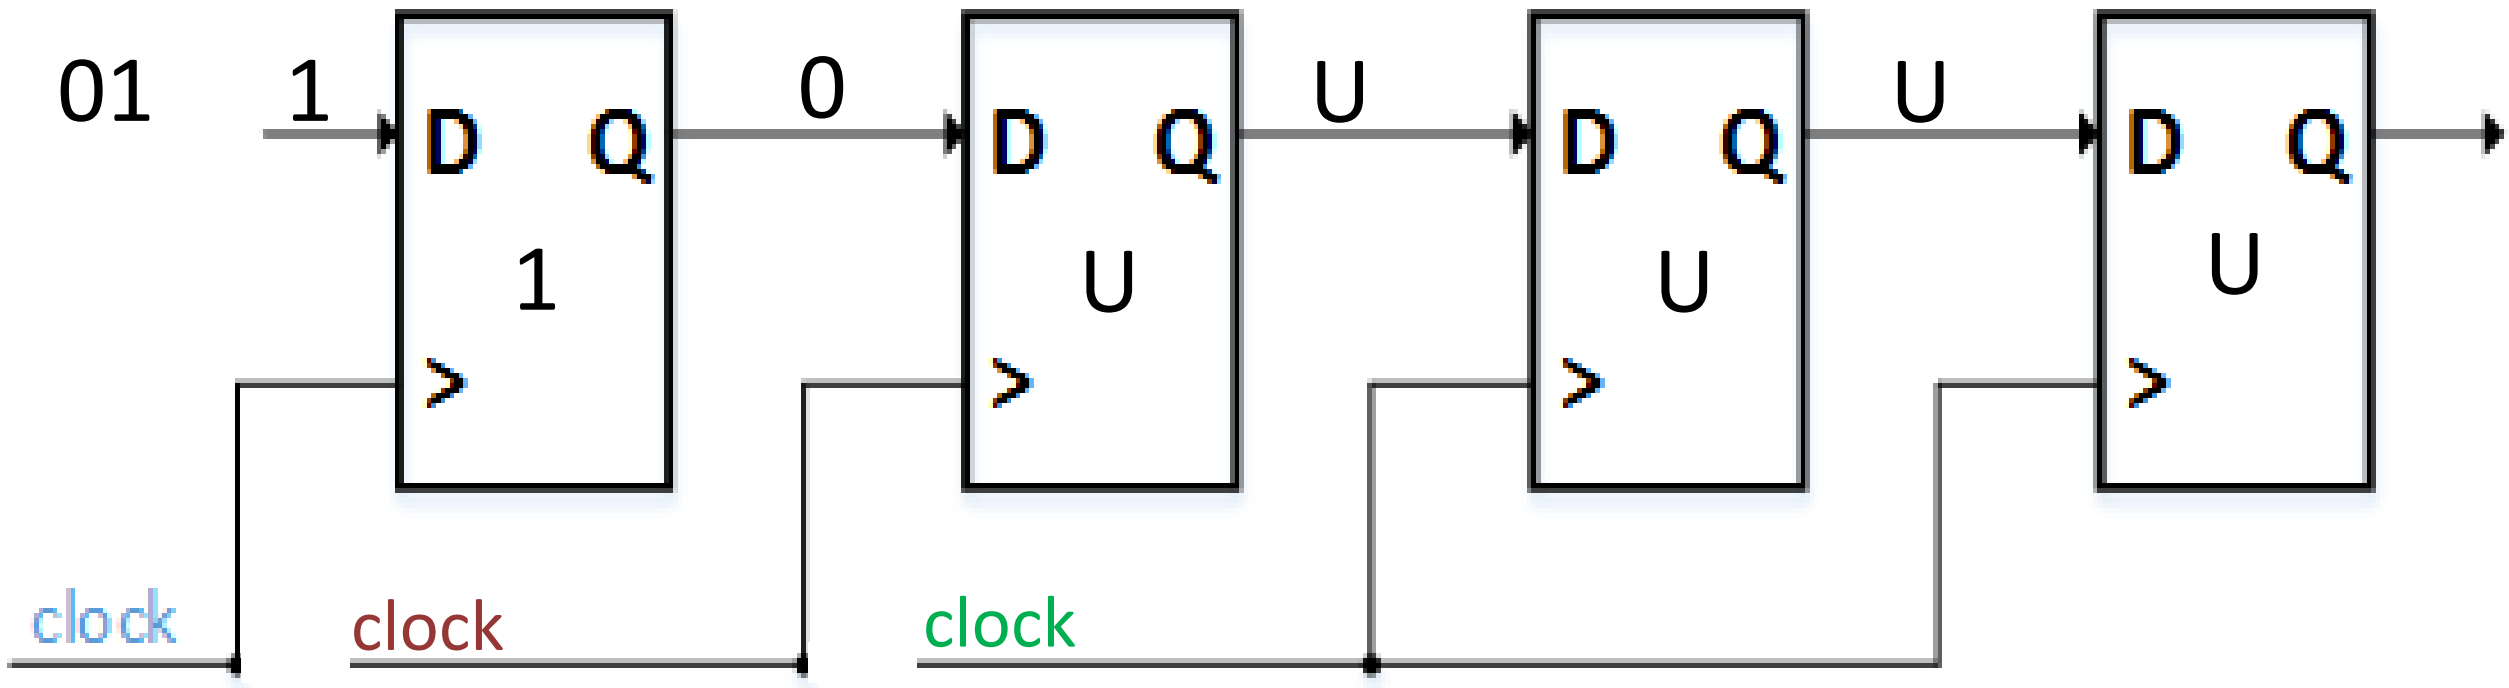 01 1 0 U U
D Q D Q D Q D Q
1 U U U
> > > >
clock clock clock